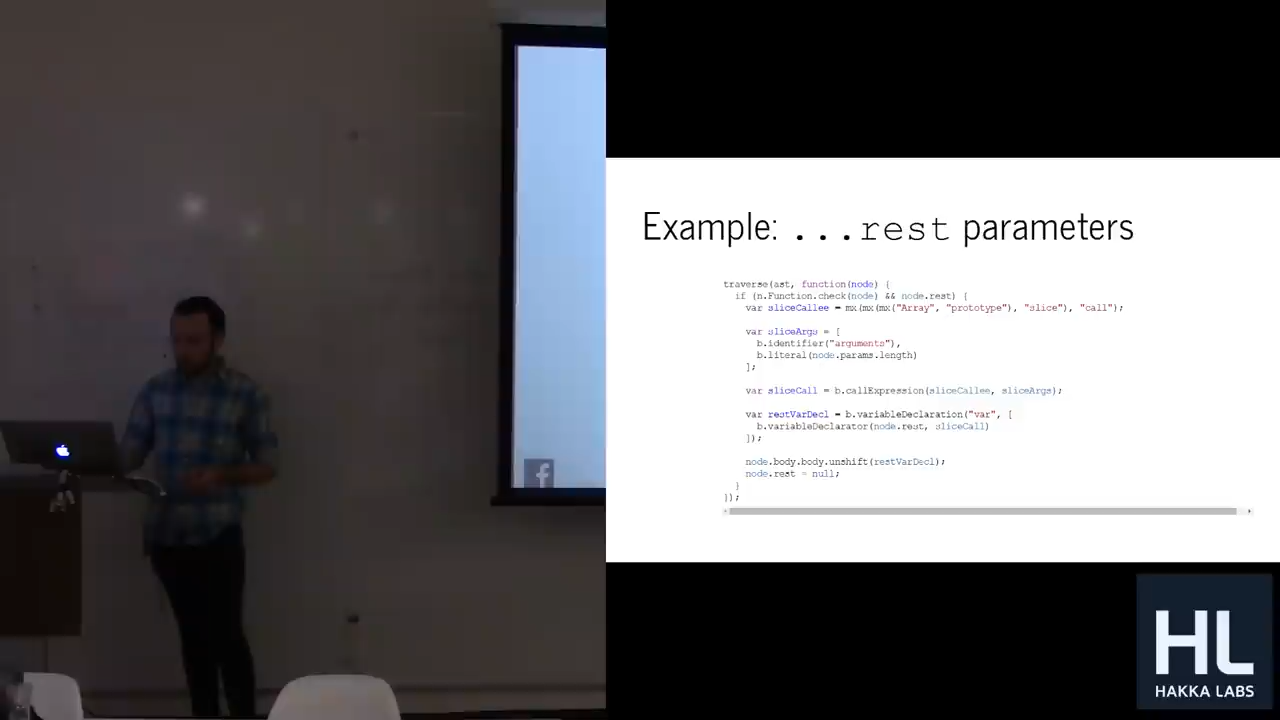 Example: ...rest parameters
traverse(ast, function(node) {
if (n.Function.check(node) && node.rest) {
var sliceCallee = mx(mx(mx("Array", "prototype"), "slice"), "call");
var sliceArgs = [
b.identifier("arguments"),
b.literal(node.params.length)
];
var sliceCall = b.callExpression(sliceCallee, sliceArgs);
var restVarDecl = b.variableDeclaration("var", [
b.variableDeclarator(node.rest, sliceCall)
]);
node.body.body.unshift(restVarDecl);
node.rest = null;
}
});
f
HL
HAKKA LABS